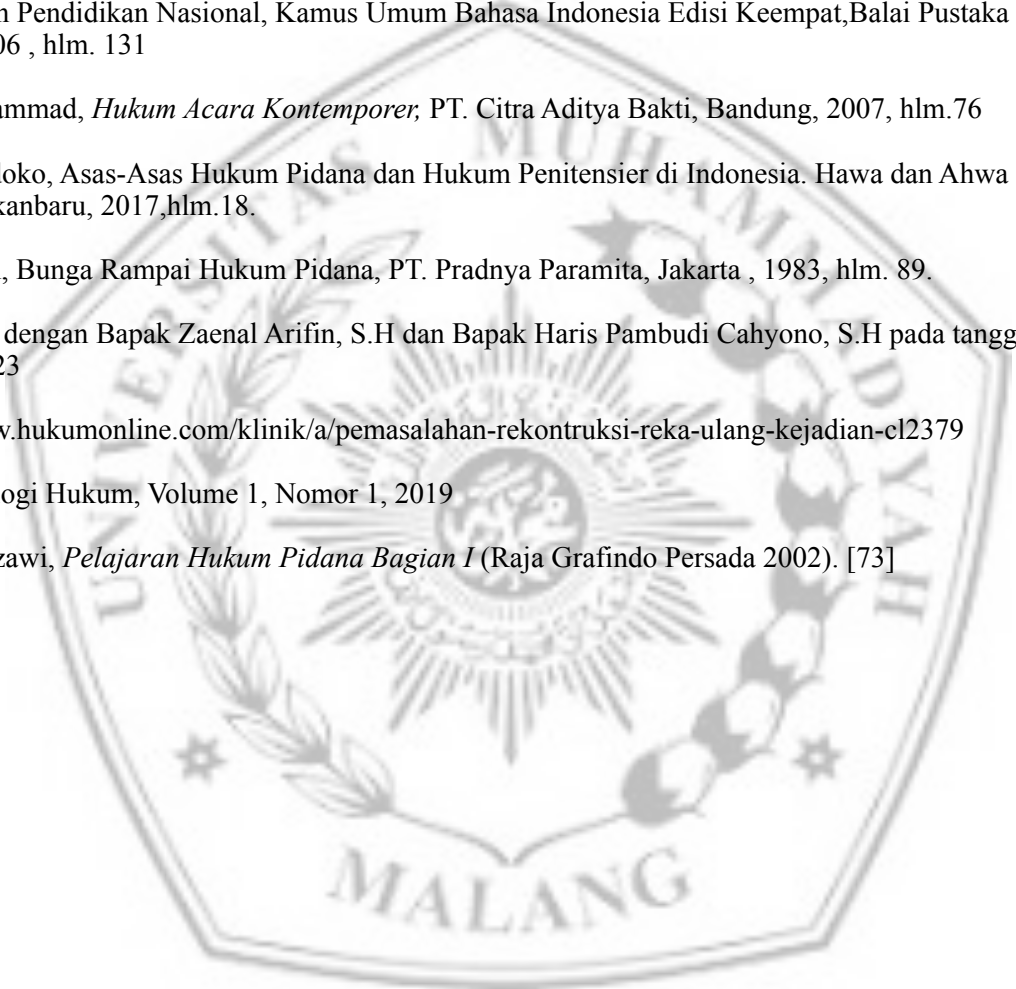 n Pendidikan Nasional, Kamus Umum Bahasa Indonesia Edisi Keempat,Balai Pustaka
06 , hlm. 131
ammad, Hukum Acara Kontemporer, PT. Citra Aditya Bakti, Bandung, 2007, hlm.76
loko, Asas-Asas Hukum Pidana dan Hukum Penitensier di Indonesia. Hawa dan Ahwa
kanbaru, 2017,hlm.18.
, Bunga Rampai Hukum Pidana, PT. Pradnya Paramita, Jakarta , 1983, hlm. 89.
dengan Bapak Zaenal Arifin, S.H dan Bapak Haris Pambudi Cahyono, S.H pada tangg
23
w.hukumonline.com/klinik/a/pemasalahan-rekontruksi-reka-ulang-kejadian-cl2379
ogi Hukum, Volume 1, Nomor 1, 2019
zawi, Pelajaran Hukum Pidana Bagian I (Raja Grafindo Persada 2002). [73]
UNIVERSITAS MUHAMMADIYAH
MALANG